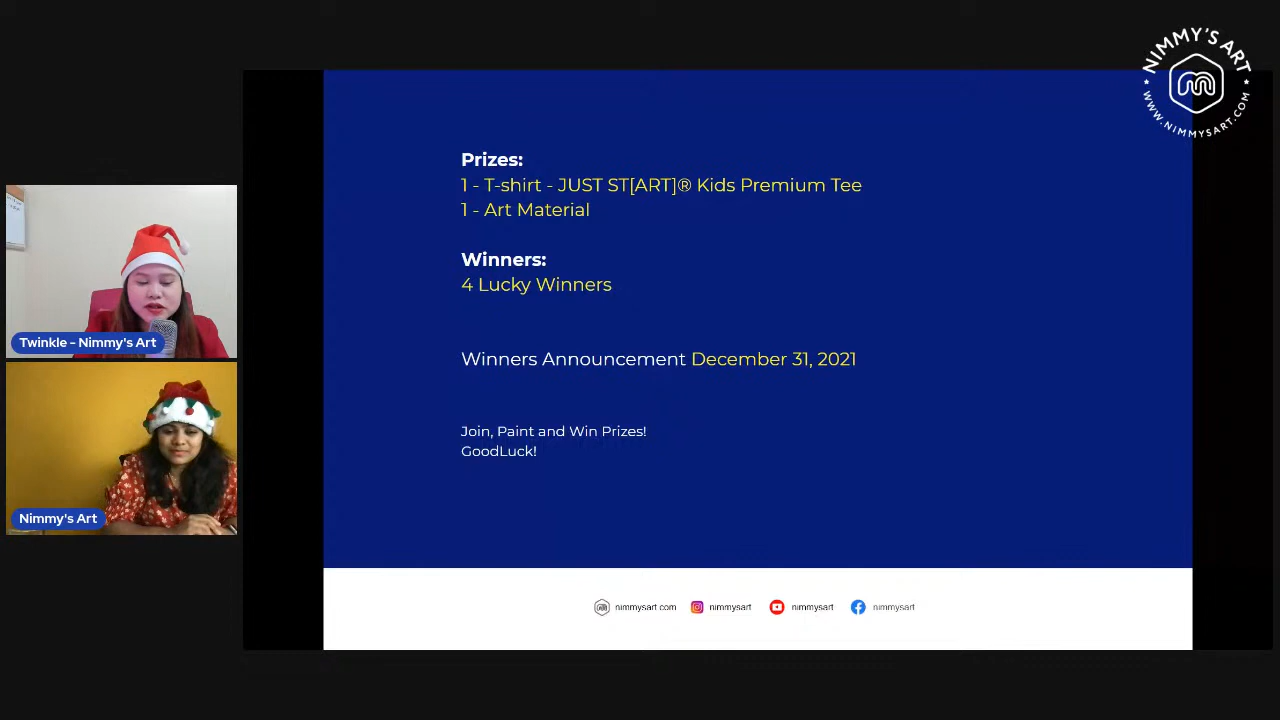 NIMMY'S ART
WWW.NIMMYSART.COM
Prizes:
1 - T-shirt - JUST ST[ART]® Kids Premium Tee
1 - Art Material
Winners:
4 Lucky Winners
Winners Announcement December 31, 2021
Join, Paint and Win Prizes!
GoodLuck!
Twinkle - Nimmy's Art
Nimmy's Art
nimmysart.com nimmysart nimmysart nimmysart